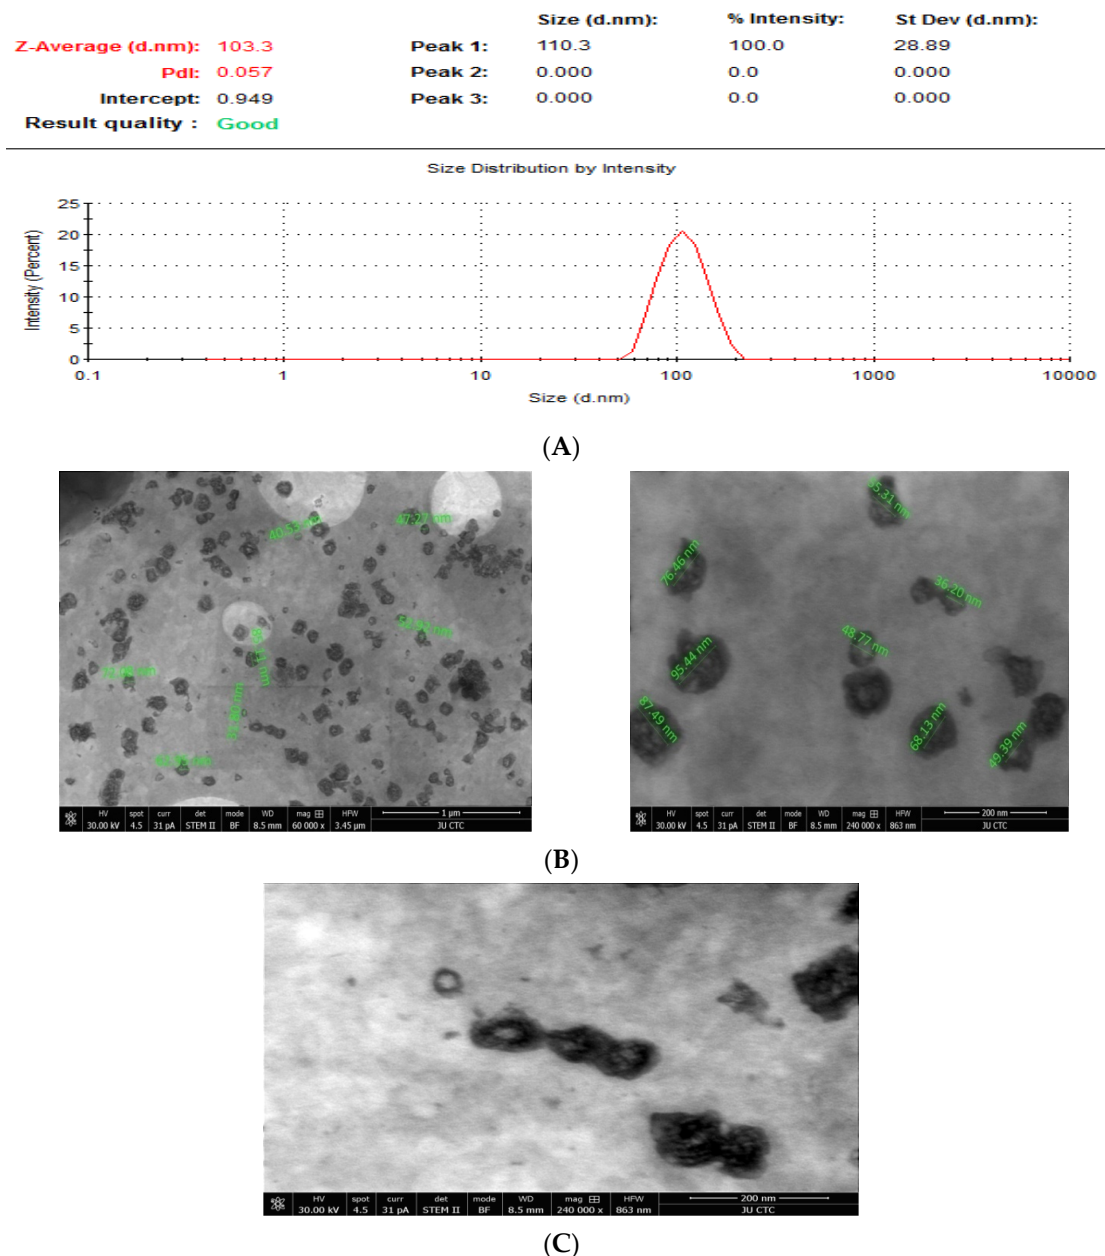 Size (d.nm): % Intensity: St Dev (d.nm):
Z-Average (d.nm): 103.3 Peak 1: 110.3 100.0 28.89
PdI: 0.057 Peak 2: 0.000 0.0 0.000
Intercept: 0.949 Peak 3: 0.000 0.0 0.000
Result quality : Good
Size Distribution by Intensity
Intensity (Percent)
25
20
15
10
5
0
0.1 1 10 100 1000 10000
Size (d.nm)
(A)
47.27 nm
nm
nm
nm
nm
nm
nm
HV spot curr det mode WD mag HFW 1 µm
30.00 kV 4.5 31 pA STEM II BF 8.5 mm 60 000 x 3.45 µm JU CTC
76.46 nm
36.20 nm
48.77 nm
95.44 nm
87.49 nm
68.13 nm
49.39 nm
HV spot curr det mode WD mag HFW 200 nm
30.00 kV 4.5 31 pA STEM II BF 8.5 mm 240 000 x 863 nm JU CTC
(B)
HV spot curr det mode WD mag HFW 200 nm
30.00 kV 4.5 31 pA STEM II BF 8.5 mm 240 000 x 863 nm JU CTC
(C)